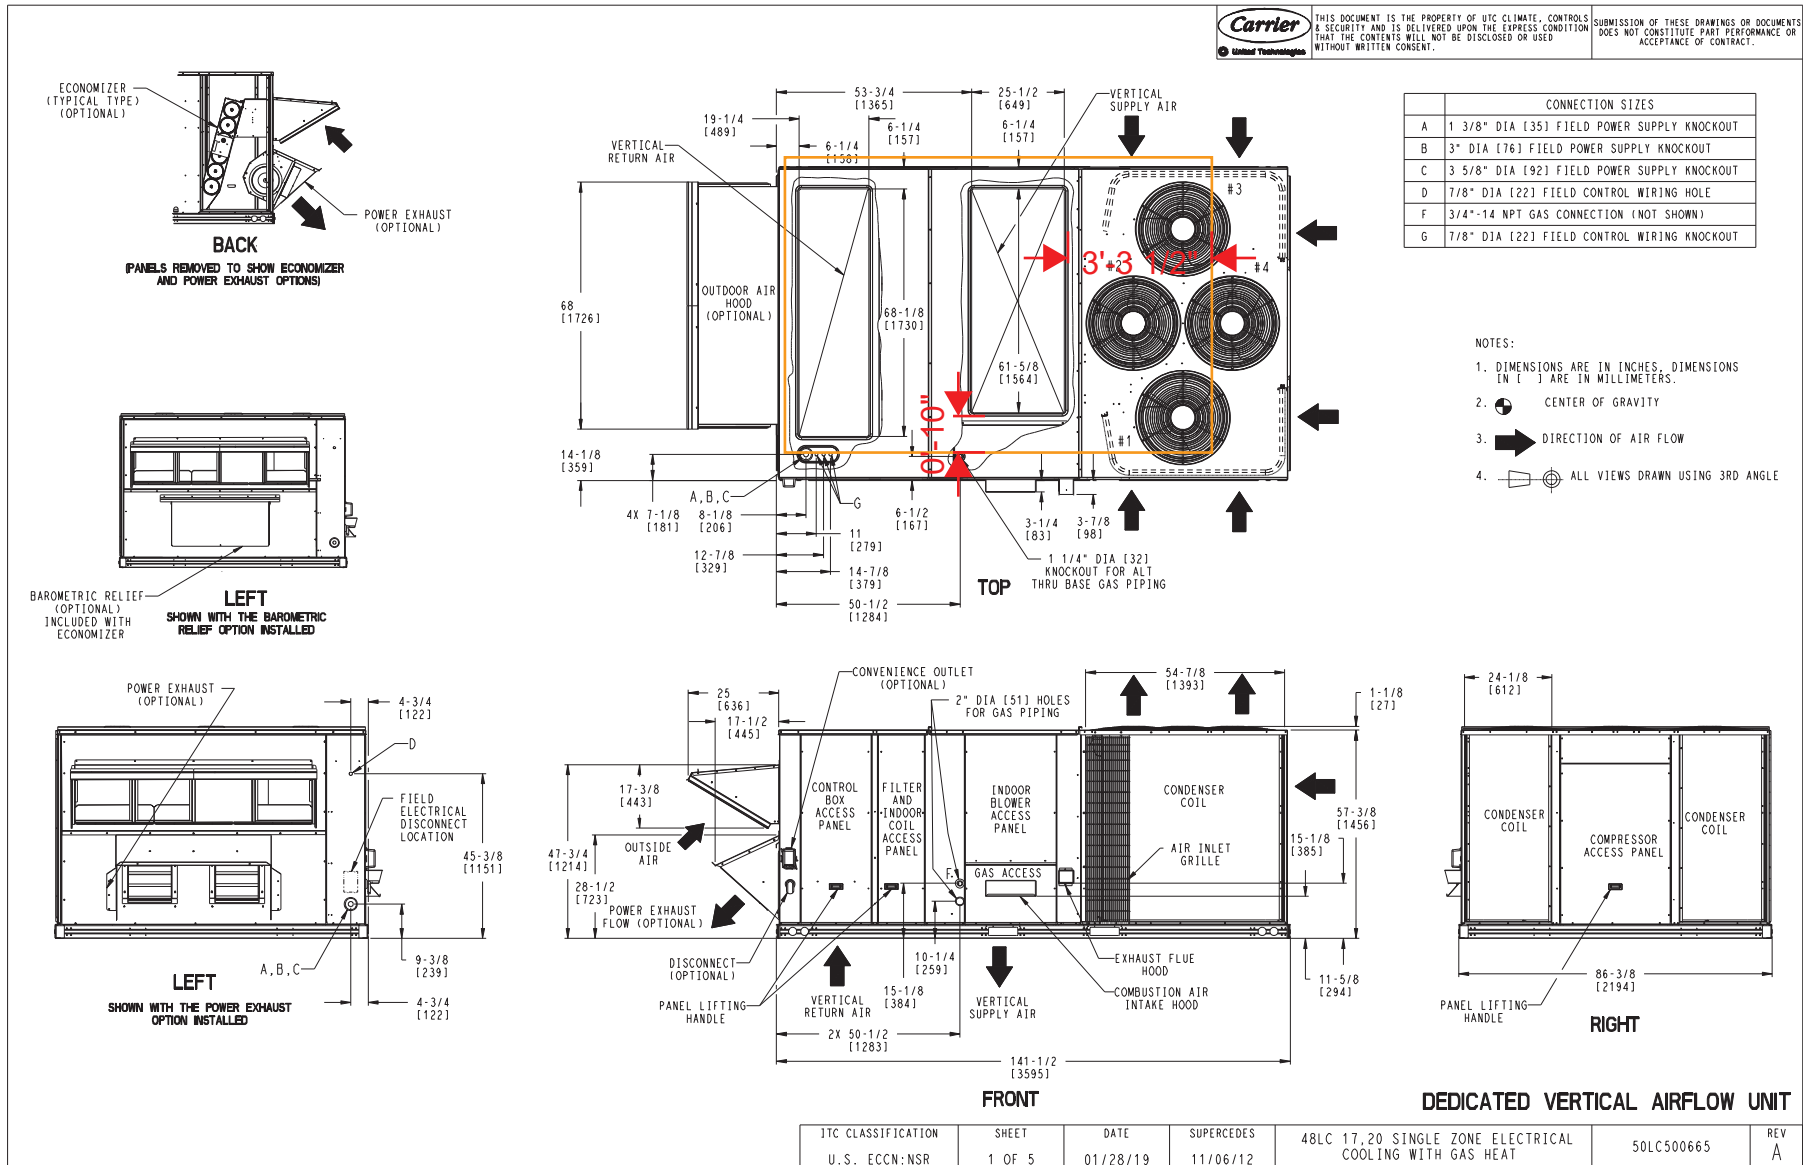 Carrier
United Technologies
THIS DOCUMENT IS THE PROPERTY OF UTC CLIMATE, CONTROLS
& SECURITY AND IS DELIVERED UPON THE EXPRESS CONDITION
THAT THE CONTENTS WILL NOT BE DISCLOSED OR USED
WITHOUT WRITTEN CONSENT.
SUBMISSION OF THESE DRAWINGS OR DOCUMENTS
DOES NOT CONSTITUTE PART PERFORMANCE OR
ACCEPTANCE OF CONTRACT.
ECONOMIZER
(TYPICAL TYPE)
(OPTIONAL)
POWER EXHAUST
(OPTIONAL)
BACK
(PANELS REMOVED TO SHOW ECONOMIZER
AND POWER EXHAUST OPTIONS)
53-3/4
[1365]
25-1/2
[649]
VERTICAL
SUPPLY AIR
19-1/4
[489]
6-1/4
[157]
6-1/4
[157]
VERTICAL
RETURN AIR
6-1/4
[158]
#3
3'-3 1/2"
#2
#4
OUTDOOR AIR
HOOD
(OPTIONAL)
68
[1726]
68-1/8
[1730]
61-5/8
[1564]
0'-10"
#1
14-1/8
[359]
A,B,C
G
4X 7-1/8
[181]
8-1/8
[206]
6-1/2
[167]
3-1/4
[83]
3-7/8
[98]
11
[279]
12-7/8
[329]
14-7/8
[379]
1 1/4" DIA [32]
KNOCKOUT FOR ALT
THRU BASE GAS PIPING
50-1/2
[1284]
TOP
CONNECTION SIZES
A 1 3/8" DIA [35] FIELD POWER SUPPLY KNOCKOUT
B 3" DIA [76] FIELD POWER SUPPLY KNOCKOUT
C 3 5/8" DIA [92] FIELD POWER SUPPLY KNOCKOUT
D 7/8" DIA [22] FIELD CONTROL WIRING HOLE
F 3/4"-14 NPT GAS CONNECTION (NOT SHOWN)
G 7/8" DIA [22] FIELD CONTROL WIRING KNOCKOUT
NOTES:
1. DIMENSIONS ARE IN INCHES, DIMENSIONS
IN [ ] ARE IN MILLIMETERS.
2. CENTER OF GRAVITY
3. DIRECTION OF AIR FLOW
4. ALL VIEWS DRAWN USING 3RD ANGLE
BAROMETRIC RELIEF
(OPTIONAL)
INCLUDED WITH
ECONOMIZER
LEFT
SHOWN WITH THE BAROMETRIC
RELIEF OPTION INSTALLED
POWER EXHAUST
(OPTIONAL)
4-3/4
[122]
D
FIELD
ELECTRICAL
DISCONNECT
LOCATION
45-3/8
[1151]
A,B,C
9-3/8
[239]
4-3/4
[122]
LEFT
SHOWN WITH THE POWER EXHAUST
OPTION INSTALLED
CONVENIENCE OUTLET
(OPTIONAL)
25
[636]
17-1/2
[445]
2" DIA [51] HOLES
FOR GAS PIPING
54-7/8
[1393]
1-1/8
[27]
17-3/8
[443]
OUTSIDE
AIR
47-3/4
[1214]
28-1/2
[723]
POWER EXHAUST
FLOW (OPTIONAL)
CONTROL
BOX
ACCESS
PANEL
FILTER
AND
INDOOR
COIL
ACCESS
PANEL
INDOOR
BLOWER
ACCESS
PANEL
F
GAS ACCESS
CONDENSER
COIL
AIR INLET
GRILLE
57-3/8
[1456]
15-1/8
[385]
DISCONNECT
(OPTIONAL)
PANEL LIFTING
HANDLE
VERTICAL
RETURN AIR
15-1/8
[384]
10-1/4
[259]
VERTICAL
SUPPLY AIR
EXHAUST FLUE
HOOD
COMBUSTION AIR
INTAKE HOOD
11-5/8
[294]
2X 50-1/2
[1283]
141-1/2
[3595]
FRONT
24-1/8
[612]
CONDENSER
COIL
COMPRESSOR
ACCESS PANEL
CONDENSER
COIL
86-3/8
[2194]
PANEL LIFTING
HANDLE
RIGHT
DEDICATED VERTICAL AIRFLOW UNIT
ITC CLASSIFICATION
U.S. ECCN:NSR
SHEET
1 OF 5
DATE
01/28/19
SUPERCEDES
11/06/12
48LC 17,20 SINGLE ZONE ELECTRICAL
COOLING WITH GAS HEAT
50LC500665
REV
A